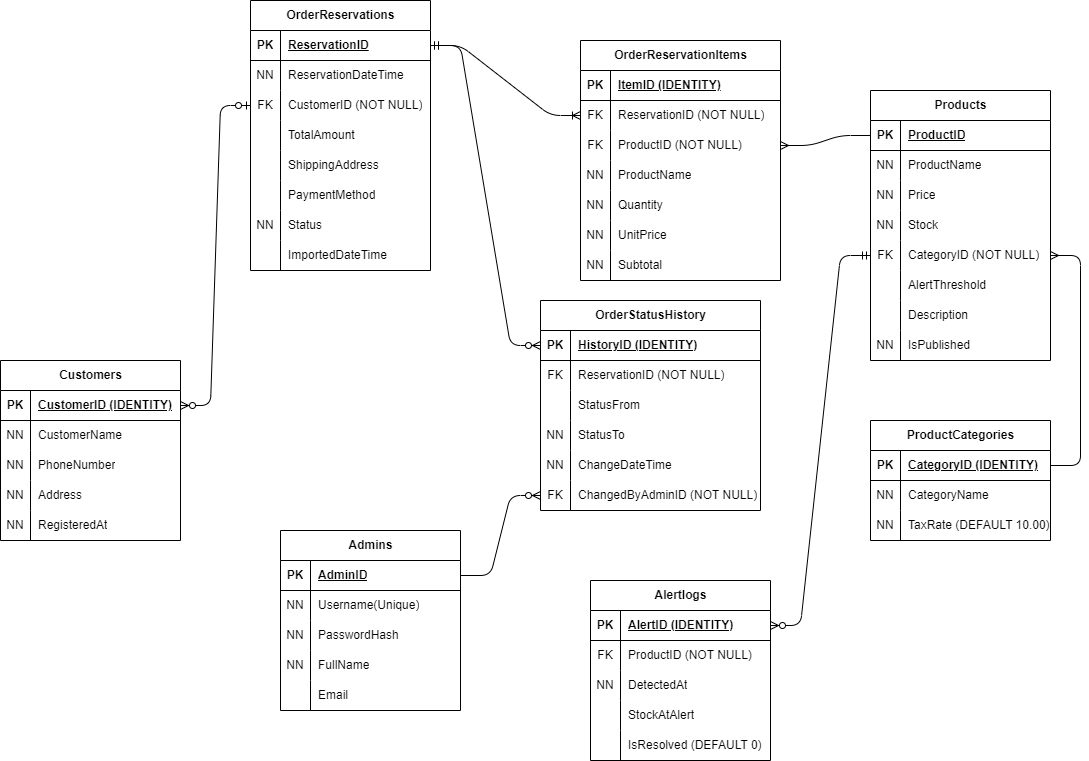 OrderReservations
PK ReservationID
NN ReservationDateTime
FK CustomerID (NOT NULL)
TotalAmount
ShippingAddress
PaymentMethod
NN Status
ImportedDateTime
OrderReservationItems
PK ItemID (IDENTITY)
FK ReservationID (NOT NULL)
FK ProductID (NOT NULL)
NN ProductName
NN Quantity
NN UnitPrice
NN Subtotal
Products
PK ProductID
NN ProductName
NN Price
NN Stock
FK CategoryID (NOT NULL)
AlertThreshold
Description
NN IsPublished
OrderStatusHistory
PK HistoryID (IDENTITY)
FK ReservationID (NOT NULL)
StatusFrom
NN StatusTo
NN ChangeDateTime
FK ChangedByAdminID (NOT NULL)
Customers
PK CustomerID (IDENTITY)
NN CustomerName
NN PhoneNumber
NN Address
NN RegisteredAt
ProductCategories
PK CategoryID (IDENTITY)
NN CategoryName
NN TaxRate (DEFAULT 10.00)
Admins
PK AdminID
NN Username(Unique)
NN PasswordHash
NN FullName
Email
Alertlogs
PK AlertID (IDENTITY)
FK ProductID (NOT NULL)
NN DetectedAt
StockAtAlert
IsResolved (DEFAULT 0)